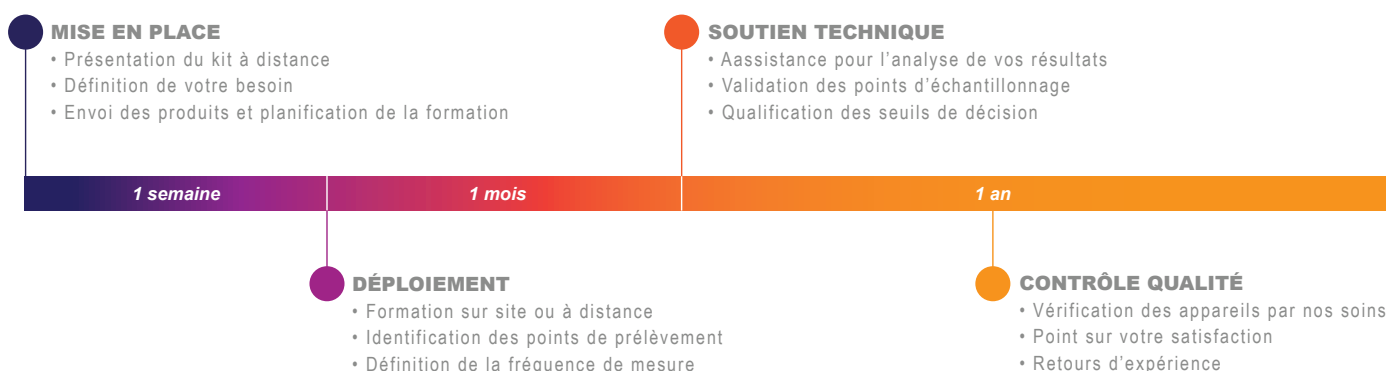 MISE EN PLACE
• Présentation du kit à distance
• Définition de votre besoin
• Envoi des produits et planification de la formation
SOUTIEN TECHNIQUE
• Aassistance pour l’analyse de vos résultats
• Validation des points d’échantillonnage
• Qualification des seuils de décision
1 semaine
1 mois
1 an
DÉPLOIEMENT
• Formation sur site ou à distance
• Identification des points de prélèvement
• Définition de la fréquence de mesure
CONTRÔLE QUALITÉ
• Vérification des appareils par nos soins
• Point sur votre satisfaction
• Retours d’expérience